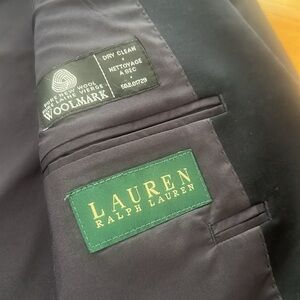 PURE NEW WOOL
PURE LAINE VIERGE
WOOLMARK
DRY CLEAN
NETTOYAGE
À SEC
LAUREN
RALPH LAUREN